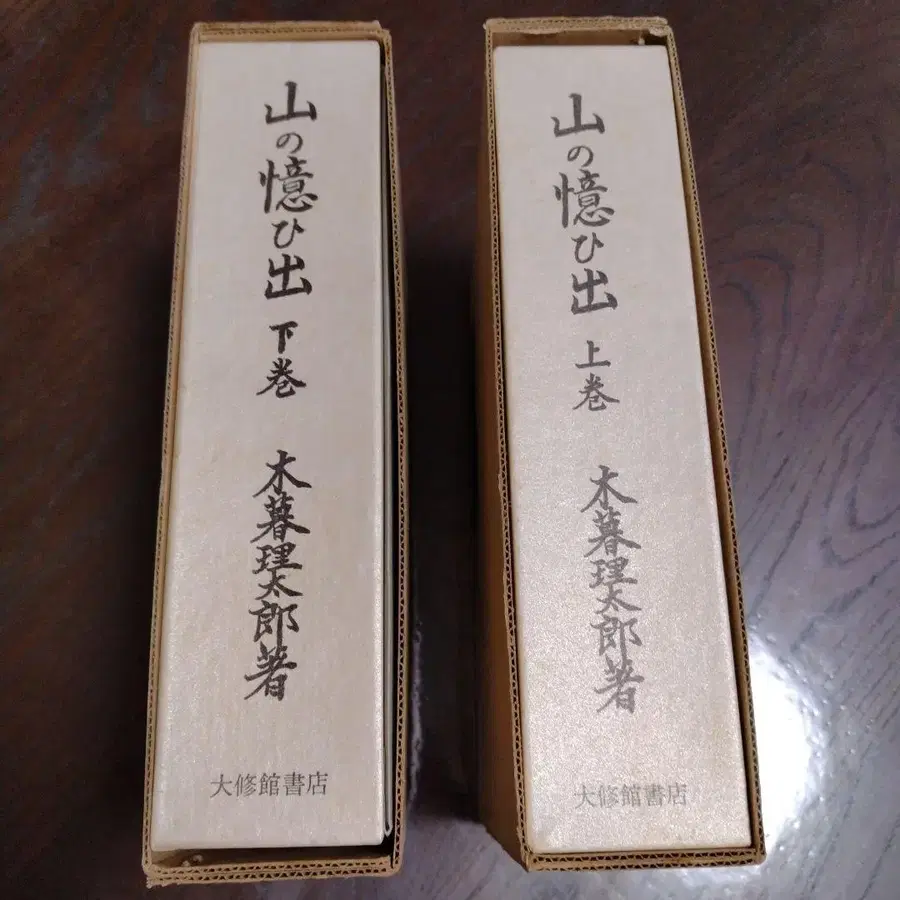 山の憶ひ出 下巻
木暮理太郎著
大修館書店
山の憶ひ出 上巻
木暮理太郎著
大修館書店